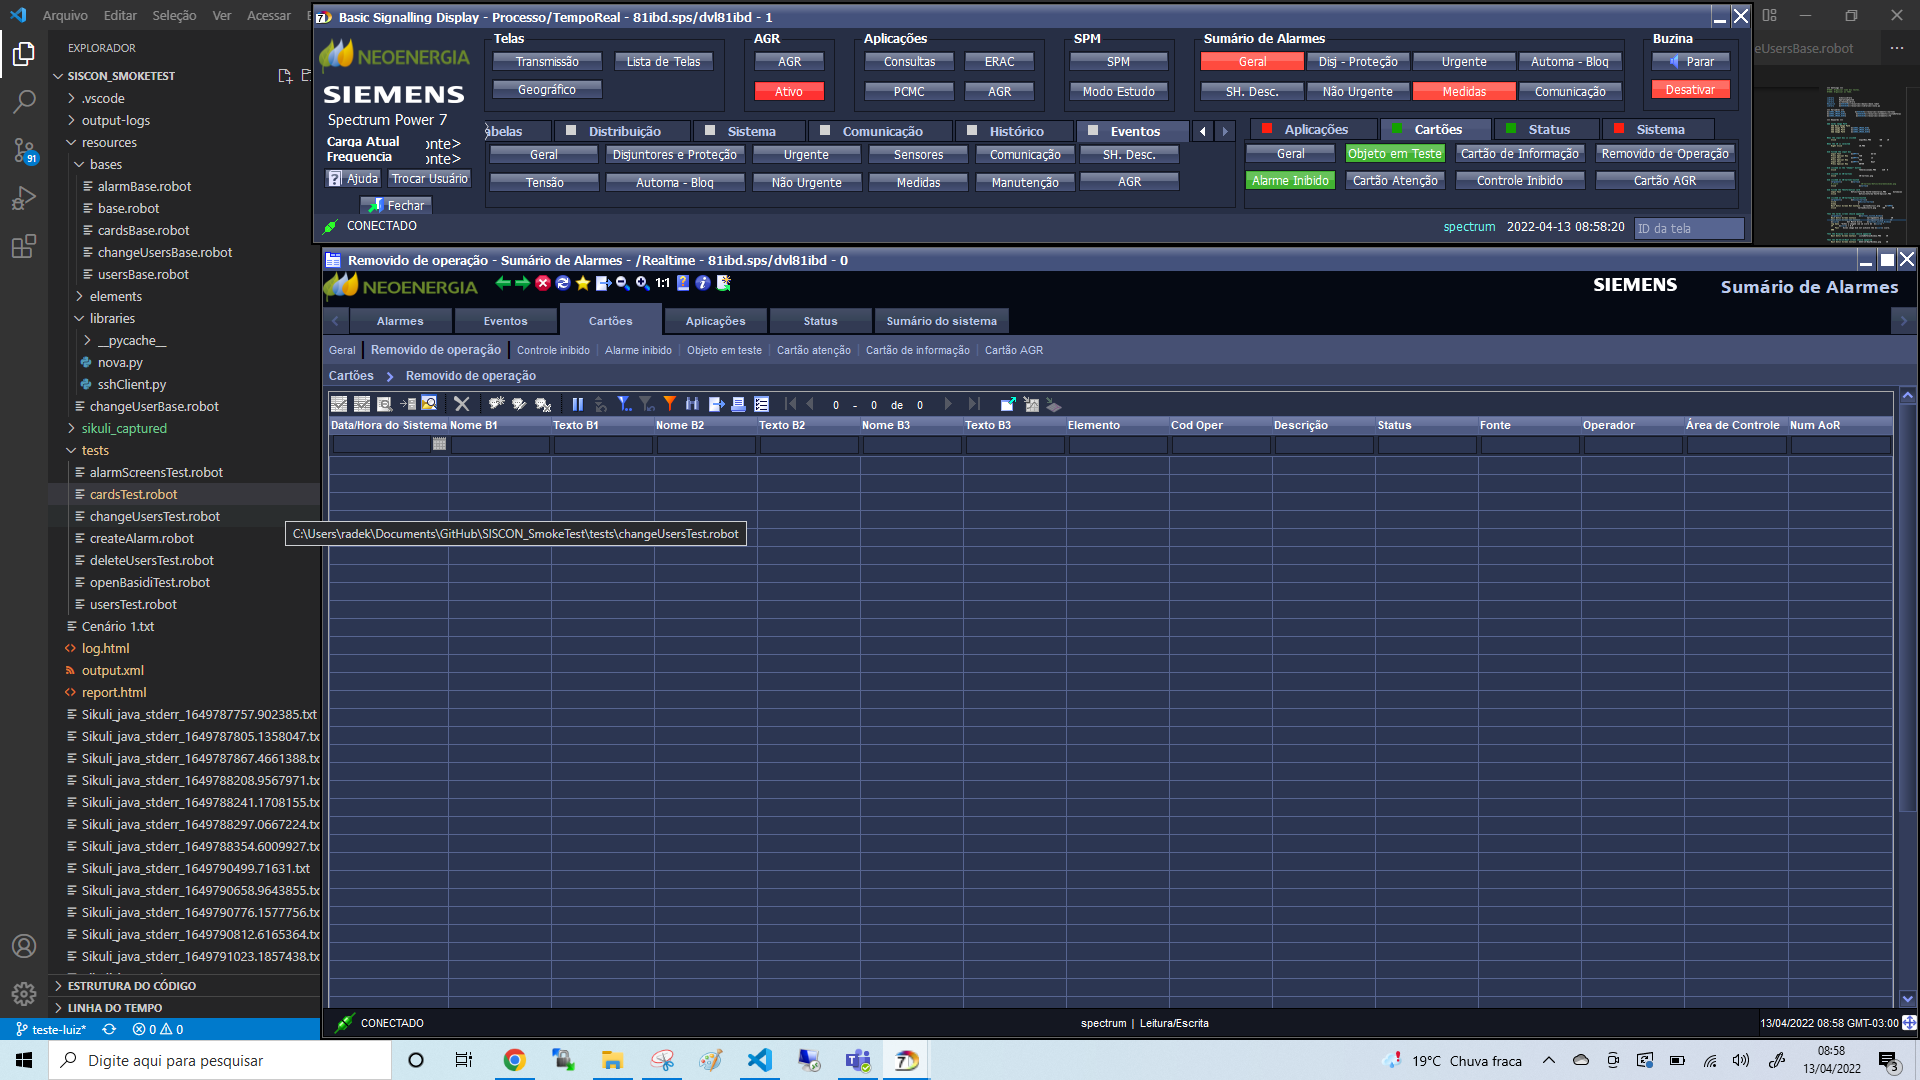 Arquivo Editar Seleção Ver Acessar
EXPLORADOR
SISCON_SMOKETEST
.vscode
output-logs
resources
bases
alarmBase.robot
base.robot
cardsBase.robot
changeUsersBase.robot
usersBase.robot
elements
libraries
__pycache__
nova.py
sshClient.py
changeUserBase.robot
sikuli_captured
tests
alarmScreensTest.robot
cardsTest.robot
changeUsersTest.robot
createAlarm.robot
deleteUsersTest.robot
openBasidiTest.robot
usersTest.robot
Cenário 1.txt
log.html
output.xml
report.html
Sikuli_java_stderr_1649787757.902385.txt
Sikuli_java_stderr_1649787805.1358047.tx
Sikuli_java_stderr_1649787867.4661388.tx
Sikuli_java_stderr_1649788208.9567971.tx
Sikuli_java_stderr_1649788241.1708155.tx
Sikuli_java_stderr_1649788297.0667224.tx
Sikuli_java_stderr_1649788354.6009927.tx
Sikuli_java_stderr_1649790499.71631.txt
Sikuli_java_stderr_1649790658.9643855.tx
Sikuli_java_stderr_1649790776.1577756.tx
Sikuli_java_stderr_1649790812.6165364.tx
Sikuli_java_stderr_1649791023.1857438.tx
ESTRUTURA DO CÓDIGO
LINHA DO TEMPO
91
teste-luiz* 0 0
eUsersBase.robot
C:\Users\radek\Documents\GitHub\SISCON_SmokeTest\tests\changeUsersTest.robot
Basic Signalling Display - Processo/TempoReal - 81ibd.sps/dvl81ibd - 1
NEOENERGIA
SIEMENS
Spectrum Power 7
Carga Atual onte>
Frequencia onte>
Ajuda Trocar Usuário
Fechar
CONECTADO
Telas AGR Aplicações SPM Sumário de Alarmes Buzina
Transmissão Lista de Telas AGR Consultas ERAC SPM Geral Disj - Proteção Urgente Automa - Bloq Parar
Geográfico Ativo PCMC AGR Modo Estudo SH. Desc. Não Urgente Medidas Comunicação Desativar
abelas Distribuição Sistema Comunicação Histórico Eventos Aplicações Cartões Status Sistema
Geral Disjuntores e Proteção Urgente Sensores Comunicação SH. Desc. Geral Objeto em Teste Cartão de Informação Removido de Operação
Tensão Automa - Bloq Não Urgente Medidas Manutenção AGR Alarme Inibido Cartão Atenção Controle Inibido Cartão AGR
spectrum 2022-04-13 08:58:20 ID da tela
Removido de operação - Sumário de Alarmes - /Realtime - 81ibd.sps/dvl81ibd - 0
NEOENERGIA 1:1 SIEMENS Sumário de Alarmes
Alarmes Eventos Cartões Aplicações Status Sumário do sistema
Geral Removido de operação Controle inibido Alarme inibido Objeto em teste Cartão atenção Cartão de informação Cartão AGR
Cartões Removido de operação
0 - 0 de 0
Data/Hora do Sistema Nome B1 Texto B1 Nome B2 Texto B2 Nome B3 Texto B3 Elemento Cod Oper Descrição Status Fonte Operador Área de Controle Num AoR
CONECTADO spectrum | Leitura/Escrita 13/04/2022 08:58 GMT-03:00
Digite aqui para pesquisar
19°C Chuva fraca
08:58
13/04/2022
3